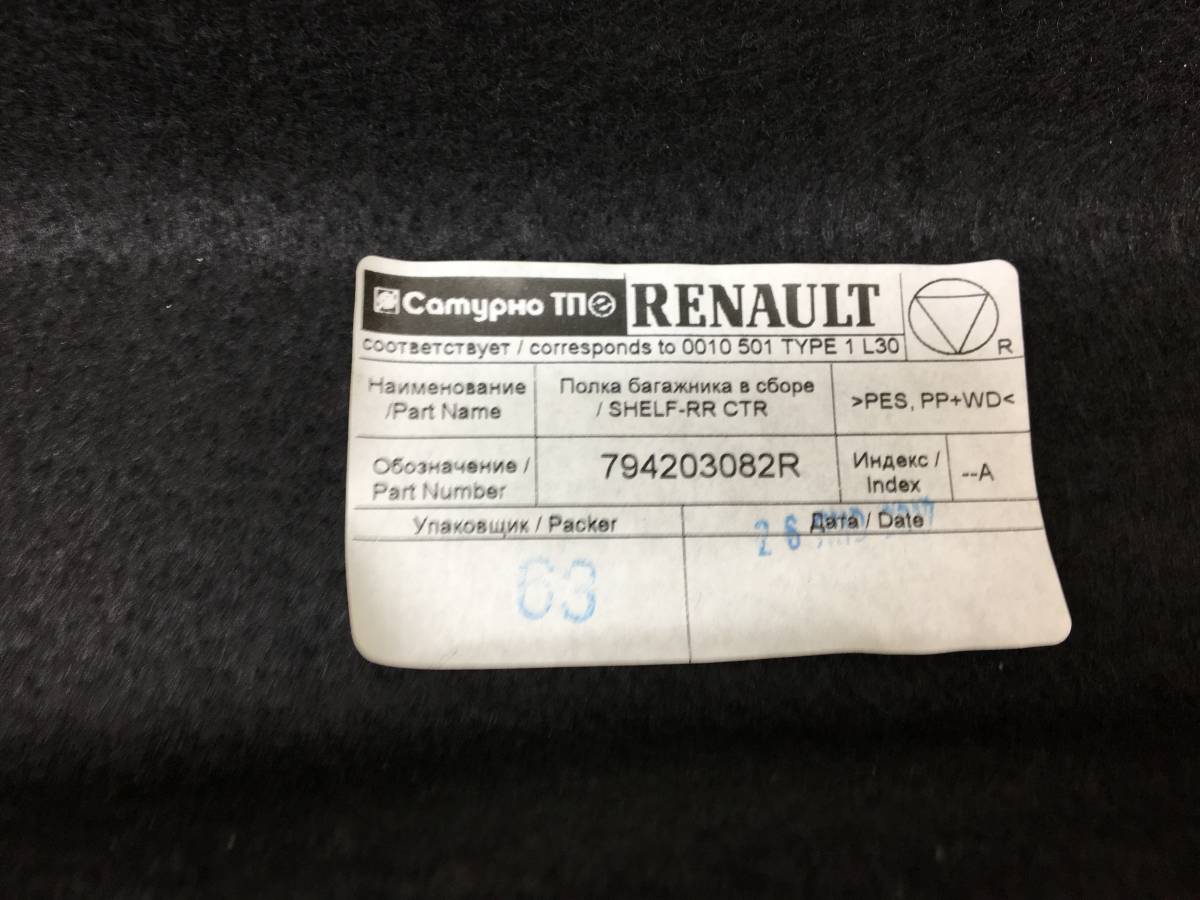 Сатурно ТП
RENAULT
соответствует / corresponds to 0010 501 TYPE 1 L30
R
Наименование
/Part Name
Полка багажника в сборе
/ SHELF-RR CTR
>PES, PP+WD<
Обозначение /
Part Number
794203082R
Индекс /
Index
--A
Упаковщик / Packer
Дата / Date
26
63